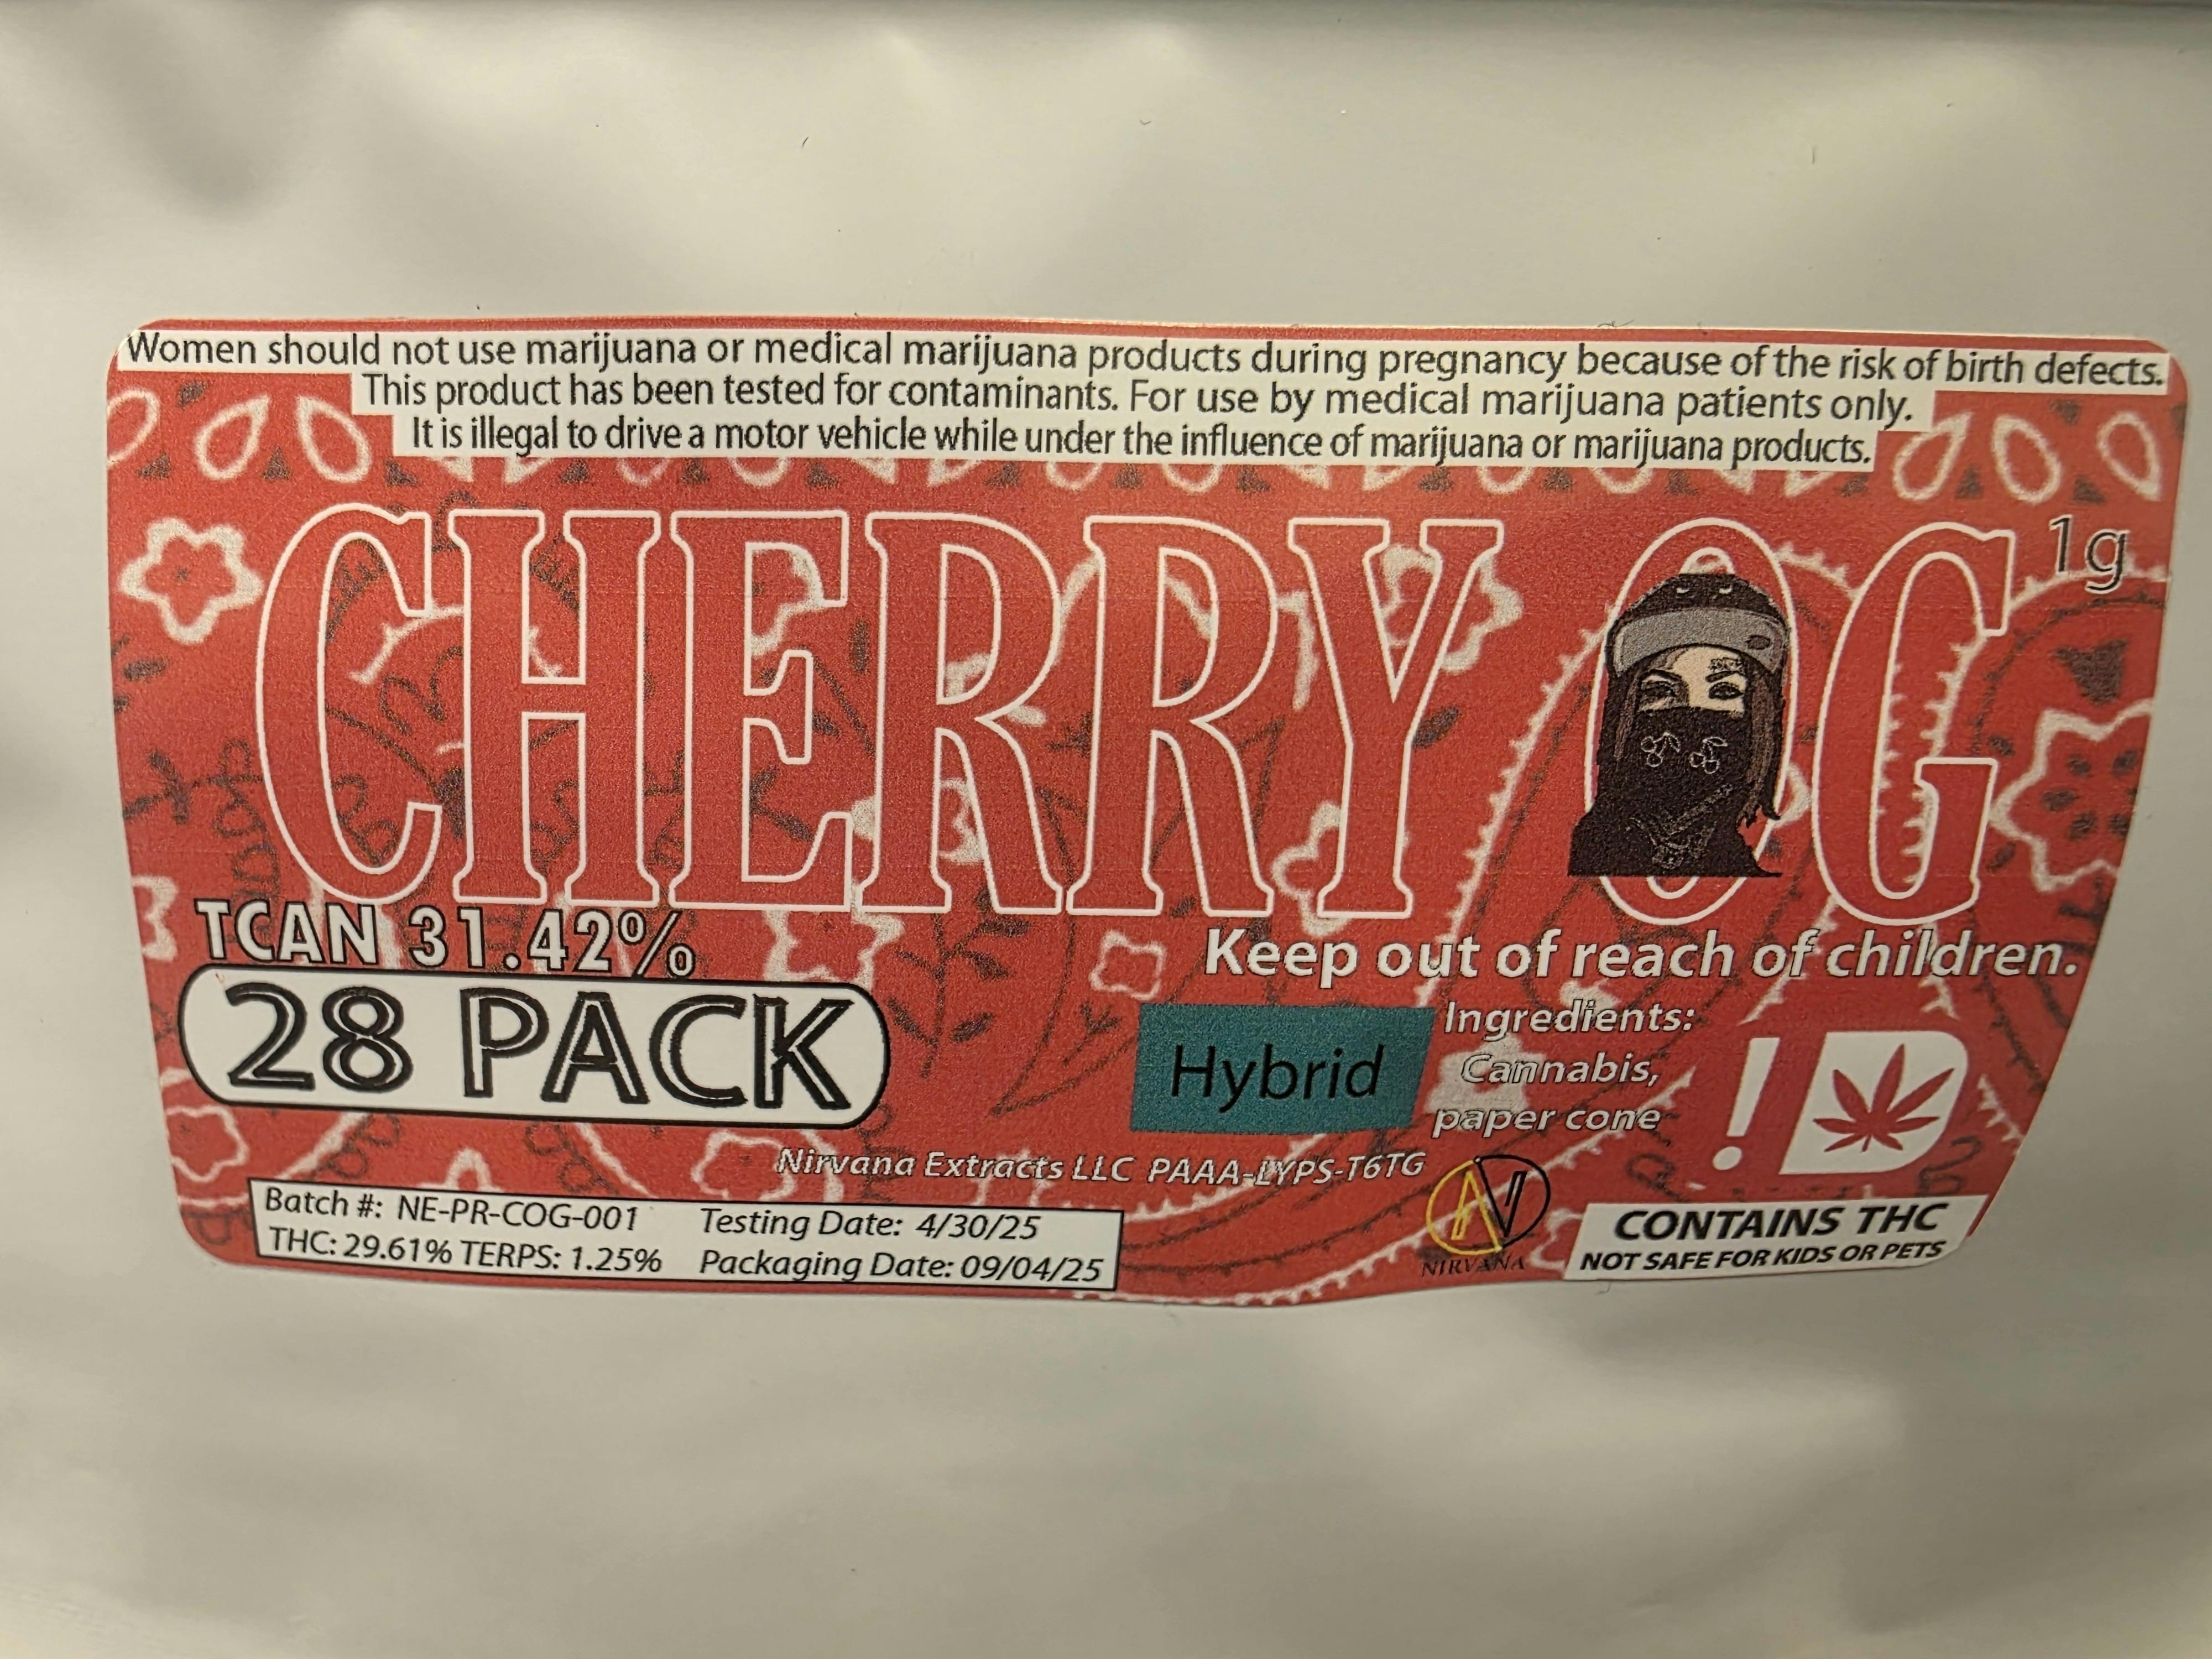 Women should not use marijuana or medical marijuana products during pregnancy because of the risk of birth defects.
This product has been tested for contaminants. For use by medical marijuana patients only.
It is illegal to drive a motor vehicle while under the influence of marijuana or marijuana products.
CHERRY OG
1g
TCAN 31.42%
28 PACK
Keep out of reach of children.
Hybrid
Ingredients:
Cannabis,
paper cone
Nirvana Extracts LLC PAAA-LYPS-T6TG
Batch #: NE-PR-COG-001
THC: 29.61% TERPS: 1.25%
Testing Date: 4/30/25
Packaging Date: 09/04/25
NIRVANA
!
CONTAINS THC
NOT SAFE FOR KIDS OR PETS